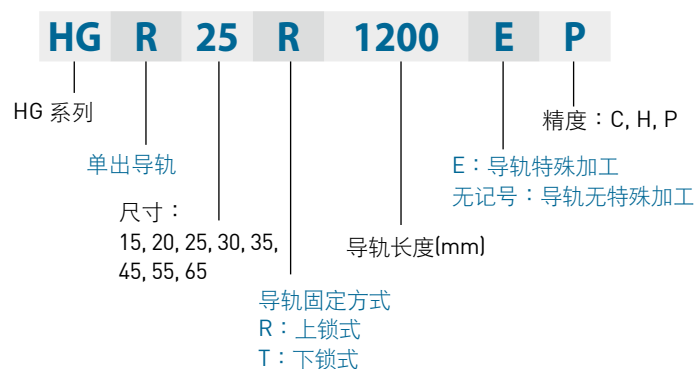 HG R 25 R 1200 E P
HG 系列
精度：C, H, P
单出导轨
E：导轨特殊加工
无记号：导轨无特殊加工
尺寸：
15, 20, 25, 30, 35,
45, 55, 65
导轨长度(mm)
导轨固定方式
R：上锁式
T：下锁式